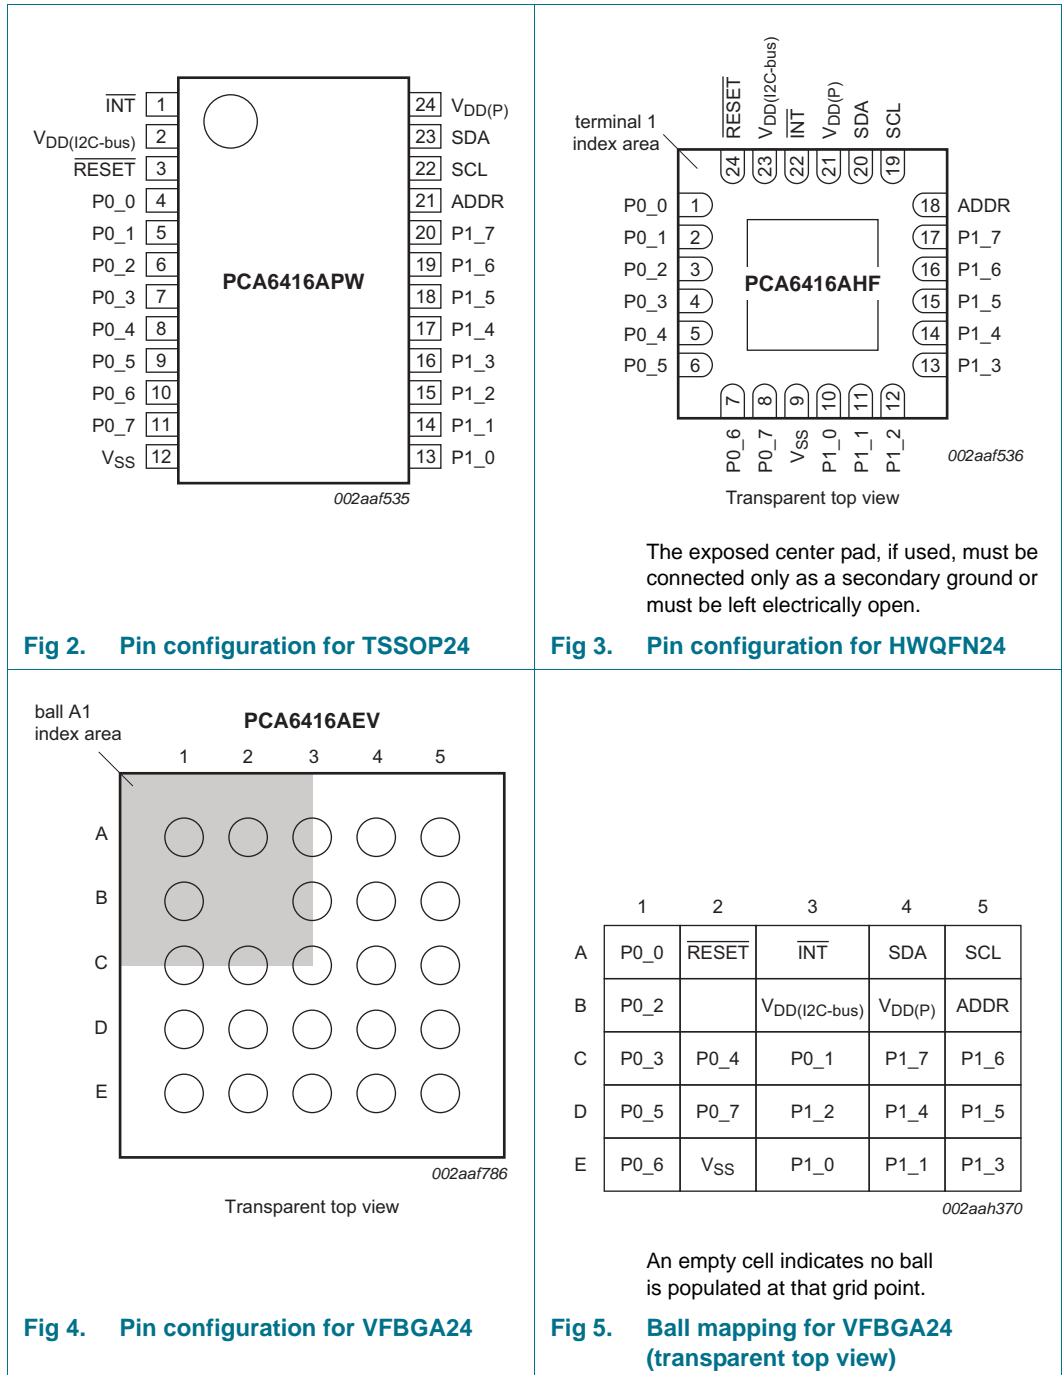 INT 1 24 VDD(P)
VDD(I2C-bus) 2 23 SDA
RESET 3 22 SCL
P0_0 4 21 ADDR
P0_1 5 20 P1_7
P0_2 6 19 P1_6
P0_3 7 18 P1_5
P0_4 8 17 P1_4
P0_5 9 16 P1_3
P0_6 10 15 P1_2
P0_7 11 14 P1_1
VSS 12 13 P1_0
PCA6416APW
002aaf535
Fig 2. Pin configuration for TSSOP24
terminal 1
index area
RESET VDD(I2C-bus) INT VDD(P) SDA SCL
24 23 22 21 20 19
P0_0 1 18 ADDR
P0_1 2 17 P1_7
P0_2 3 16 P1_6
P0_3 4 15 P1_5
P0_4 5 14 P1_4
P0_5 6 13 P1_3
PCA6416AHF
7 8 9 10 11 12
P0_6 P0_7 VSS P1_0 P1_1 P1_2
002aaf536
Transparent top view
The exposed center pad, if used, must be
connected only as a secondary ground or
must be left electrically open.
Fig 3. Pin configuration for HWQFN24
ball A1
index area
PCA6416AEV
1 2 3 4 5
A
B
C
D
E
002aaf786
Transparent top view
Fig 4. Pin configuration for VFBGA24
1 2 3 4 5
A P0_0 RESET INT SDA SCL
B P0_2 VDD(I2C-bus) VDD(P) ADDR
C P0_3 P0_4 P0_1 P1_7 P1_6
D P0_5 P0_7 P1_2 P1_4 P1_5
E P0_6 VSS P1_0 P1_1 P1_3
002aah370
An empty cell indicates no ball
is populated at that grid point.
Fig 5. Ball mapping for VFBGA24
(transparent top view)